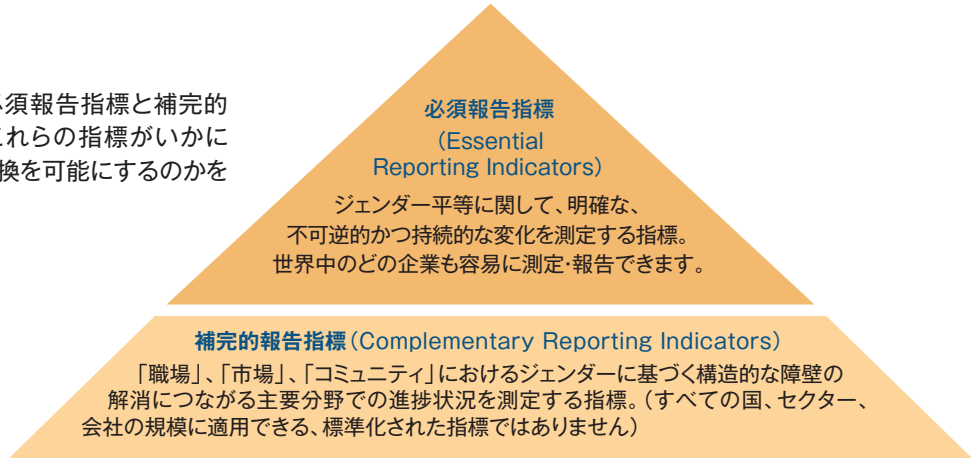 須報告指標と補完的
れらの指標がいかに
換を可能にするのかを
必須報告指標
（Essential
Reporting Indicators）
ジェンダー平等に関して、明確な、
不可逆的かつ持続的な変化を測定する指標。
世界中のどの企業も容易に測定・報告できます。
補完的報告指標（Complementary Reporting Indicators）
「職場」、「市場」、「コミュニティ」におけるジェンダーに基づく構造的な障壁の
解消につながる主要分野での進捗状況を測定する指標。（すべての国、セクター、
会社の規模に適用できる、標準化された指標ではありません）